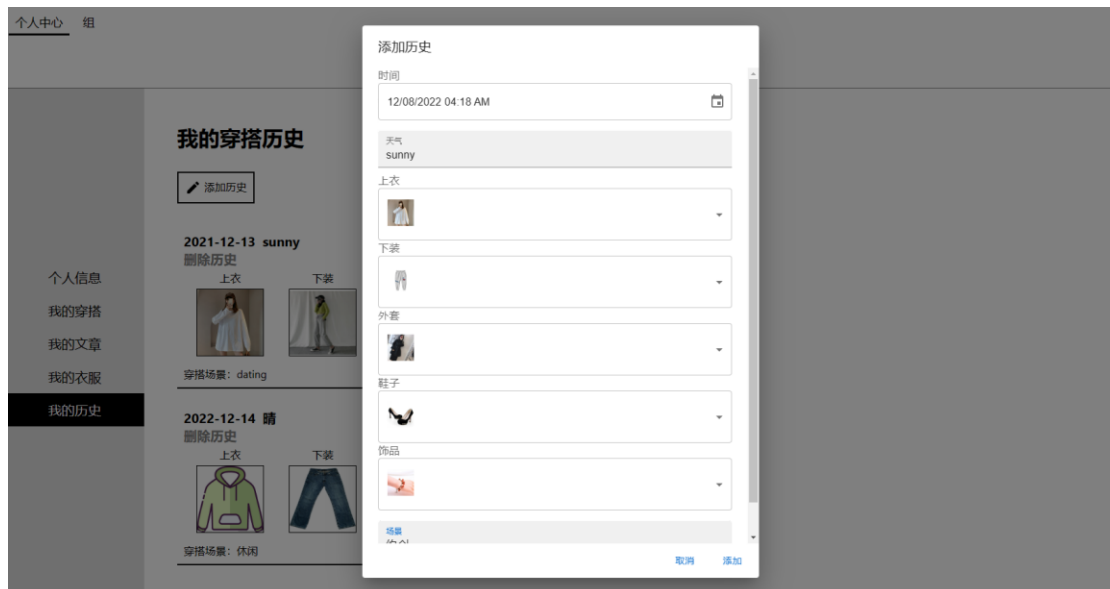 个人中心 组
添加历史
时间
12/08/2022 04:18 AM
天气
sunny
上衣
下装
外套
鞋子
饰品
场景
取消 添加
我的穿搭历史
添加历史
2021-12-13 sunny
删除历史
上衣 下装
穿搭场景：dating
2022-12-14 晴
删除历史
上衣 下装
穿搭场景：休闲
个人信息
我的穿搭
我的文章
我的衣服
我的历史